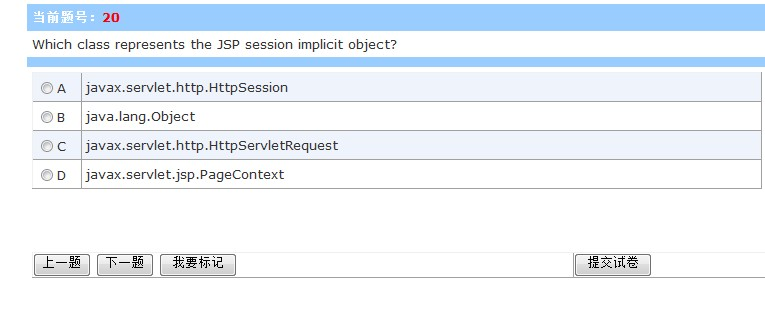 当前题号：20
Which class represents the JSP session implicit object?
A javax.servlet.http.HttpSession
B java.lang.Object
C javax.servlet.http.HttpServletRequest
D javax.servlet.jsp.PageContext
上一题 下一题 我要标记 提交试卷